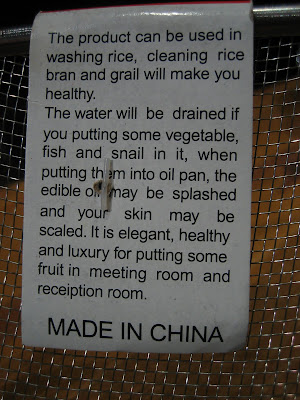 The product can be used in
washing rice, cleaning rice
bran and grail will make you
healthy.
The water will be drained if
you putting some vegetable,
fish and snail in it, when
putting them into oil pan, the
edible oil may be splashed
and your skin may be
scaled. It is elegant, healthy
and luxury for putting some
fruit in meeting room and
receiption room.
MADE IN CHINA